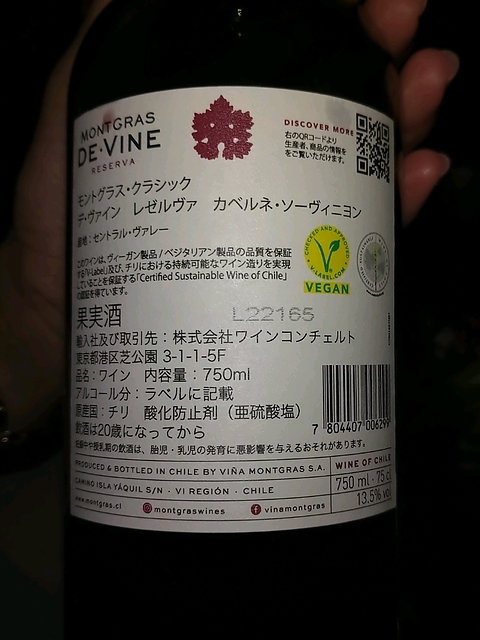 MONTGRAS
DE·VINE
RESERVA
DISCOVER MORE
右のQRコードより
生産者、商品の情報を
をご覧いただけます。
モントグラス・クラシック
デ・ヴァイン レゼルヴァ カベルネ・ソーヴィニヨン
産地：セントラル・ヴァレー
このワインは、ヴィーガン製品/ベジタリアン製品の品質を保証
する「V-Label」及び、チリにおける持続可能なワイン造りを実現
していることを保証する「Certified Sustainable Wine of Chile」
の認証を得ています。
CHECKED AND APPROVED
V-LABEL.COM
VEGAN
果実酒
L22165
輸入社及び取引先：株式会社ワインコンチェルト
東京都港区芝公園 3-1-1-5F
品名：ワイン 内容量：750ml
アルコール分：ラベルに記載
原産国：チリ 酸化防止剤（亜硫酸塩）
飲酒は20歳になってから
妊娠中や授乳期の飲酒は、胎児・乳児の発育に悪影響を与えるおそれがあります。
7 804407 006299
PRODUCED & BOTTLED IN CHILE BY VIÑA MONTGRAS S.A.
CAMINO ISLA YÁQUIL S/N · VI REGIÓN · CHILE
www.montgras.cl montgraswines vinamontgras
WINE OF CHILE
750 ml · 75 cl
13.5% vol